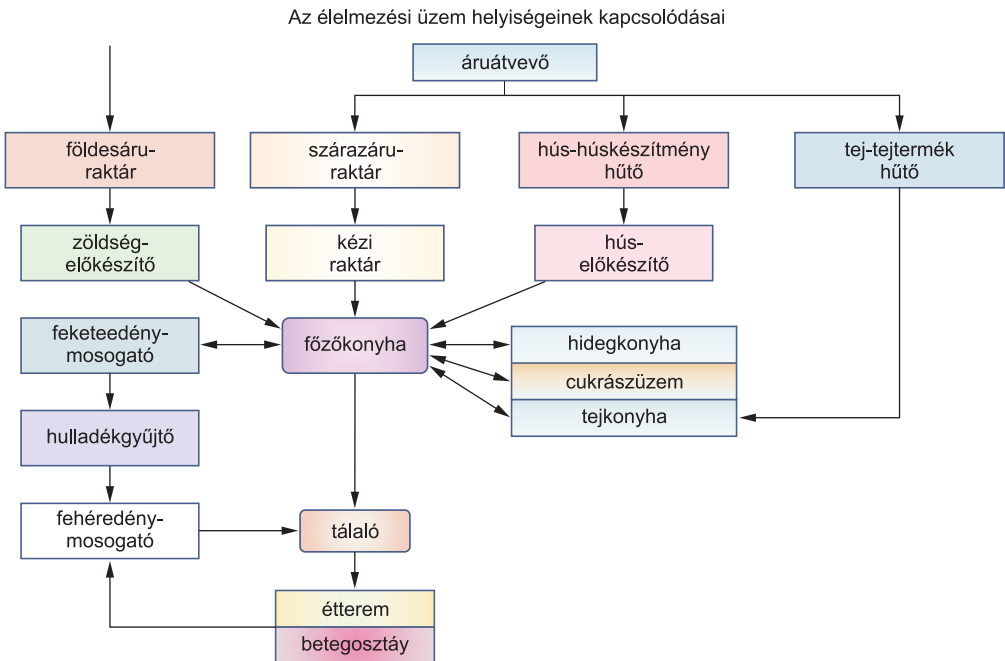 Az élelmezési üzem helyiségeinek kapcsolódásai
áruátvevő
földesáru-
raktár
szárazáru-
raktár
hús-húskészítmény
hűtő
tej-tejtermék
hűtő
zöldség-
előkészítő
kézi
raktár
hús-
előkészítő
feketeedény-
mosogató
főzőkonyha
hidegkonyha
cukrászüzem
tejkonyha
hulladékgyűjtő
fehéredény-
mosogató
tálaló
étterem
betegosztáy